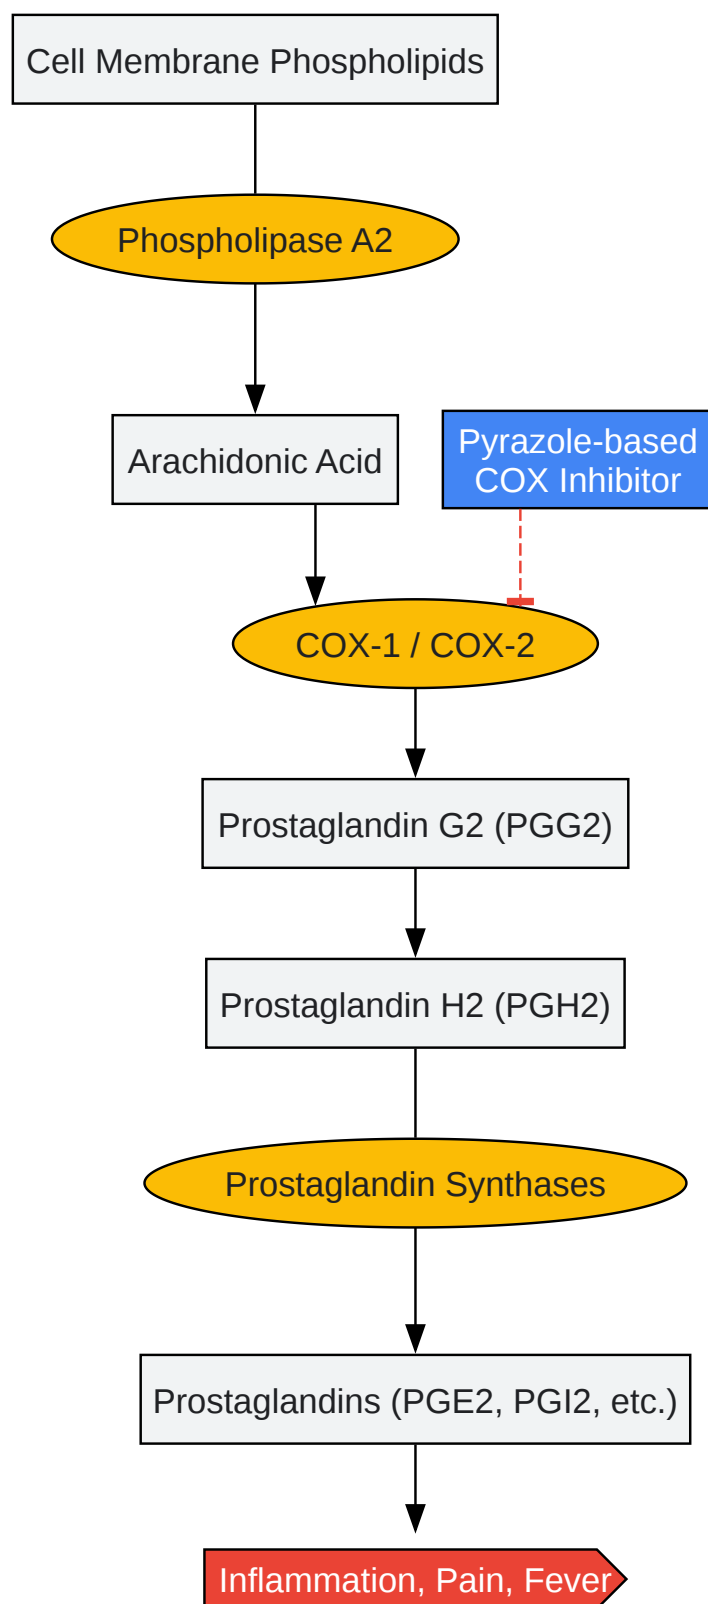 Cell Membrane Phospholipids
Phospholipase A2
Arachidonic Acid
Pyrazole-based
COX Inhibitor
COX-1 / COX-2
Prostaglandin G2 (PGG2)
Prostaglandin H2 (PGH2)
Prostaglandin Synthases
Prostaglandins (PGE2, PGI2, etc.)
Inflammation, Pain, Fever